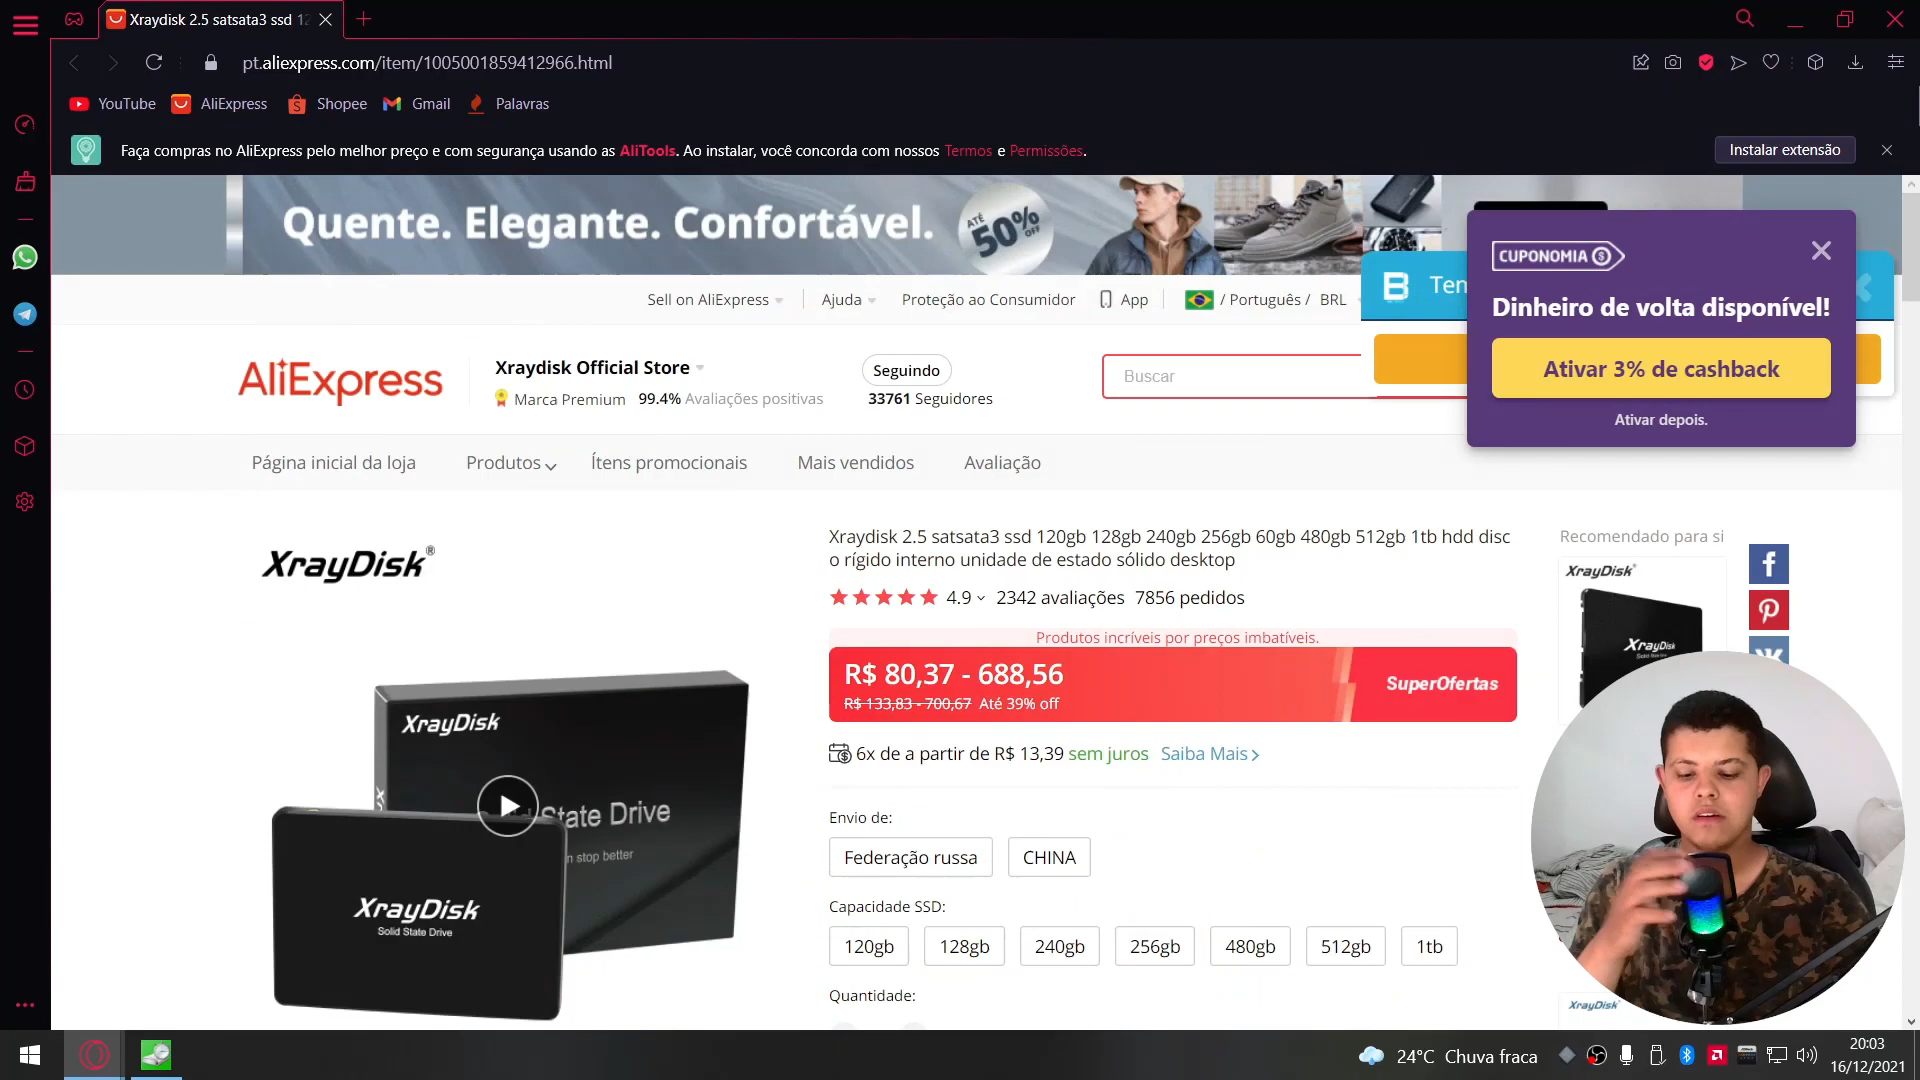 Xraydisk 2.5 satsata3 ssd 12
pt.aliexpress.com/item/1005001859412966.html
YouTube AliExpress Shopee Gmail Palavras
Faça compras no AliExpress pelo melhor preço e com segurança usando as AliTools. Ao instalar, você concorda com nossos Termos e Permissões.
Instalar extensão
Quente. Elegante. Confortável.
ATÉ
50%
OFF
CUPONOMIA $
Dinheiro de volta disponível!
Ativar 3% de cashback
Ativar depois.
Sell on AliExpress Ajuda Proteção ao Consumidor App / Português / BRL
AliExpress
Xraydisk Official Store
Marca Premium 99.4% Avaliações positivas
Seguindo
33761 Seguidores
Buscar
Página inicial da loja Produtos Ítens promocionais Mais vendidos Avaliação
XrayDisk®
XrayDisk
State Drive
n stop better
XrayDisk
Solid State Drive
Xraydisk 2.5 satsata3 ssd 120gb 128gb 240gb 256gb 60gb 480gb 512gb 1tb hdd disc
o rígido interno unidade de estado sólido desktop
4.9 2342 avaliações 7856 pedidos
Produtos incríveis por preços imbatíveis.
R$ 80,37 - 688,56
R$ 133,83 - 700,67 Até 39% off
SuperOfertas
6x de a partir de R$ 13,39 sem juros Saiba Mais
Envio de:
Federação russa CHINA
Capacidade SSD:
120gb 128gb 240gb 256gb 480gb 512gb 1tb
Quantidade:
Recomendado para si
XrayDisk
XrayDisk
XrayDisk
24°C Chuva fraca
20:03
16/12/2021